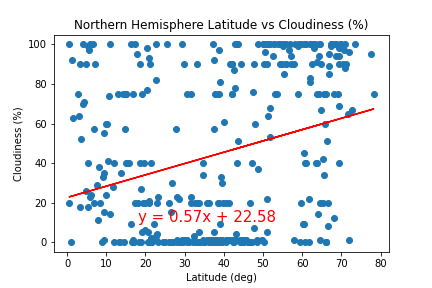 Northern Hemisphere Latitude vs Cloudiness (%)
100
80
60
40
20
0
Cloudiness (%)
y = 0.57x + 22.58
0 10 20 30 40 50 60 70 80
Latitude (deg)